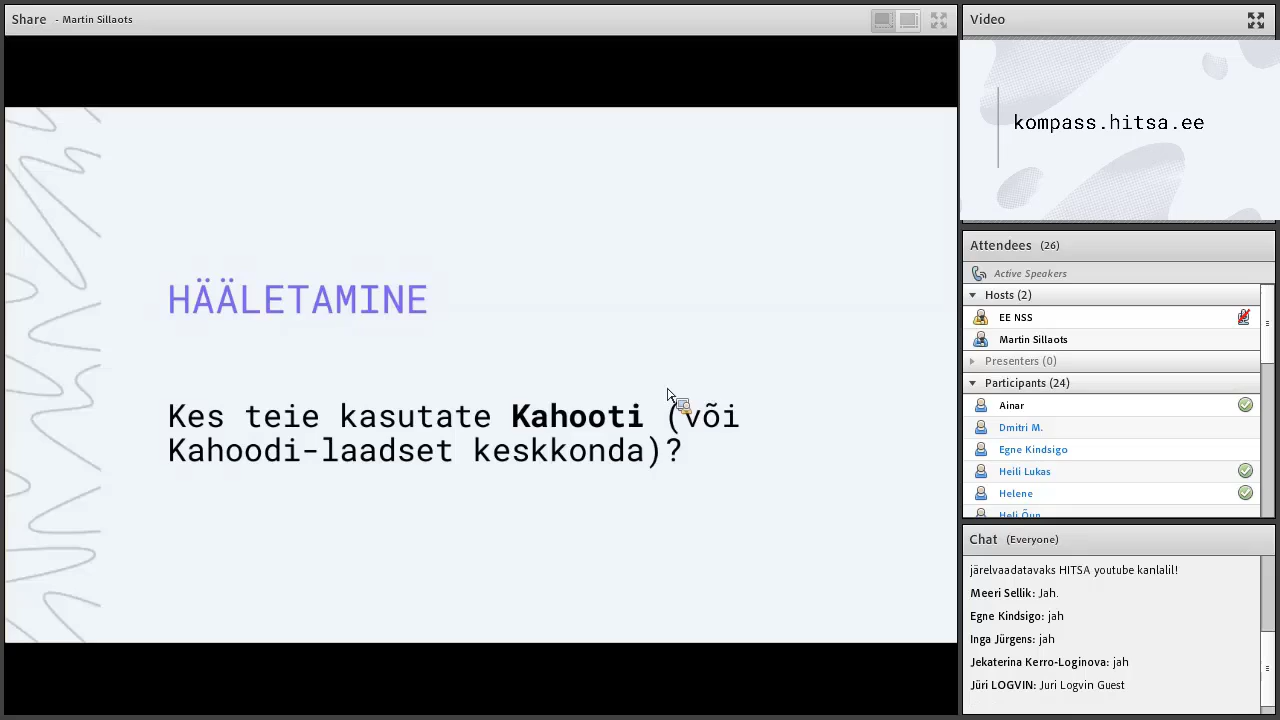 Share - Martin Sillaots
HÄÄLETAMINE
Kes teie kasutate Kahooti (või
Kahoodi-laadset keskkonda)?
Video
kompass.hitsa.ee
Attendees (26)
Active Speakers
Hosts (2)
EE NSS
Martin Sillaots
Presenters (0)
Participants (24)
Ainar
Dmitri M.
Egne Kindsigo
Heili Lukas
Helene
Heli Õun
Chat (Everyone)
järelvaadatavaks HITSA youtube kanlalil!
Meeri Sellik: Jah.
Egne Kindsigo: jah
Inga Jürgens: jah
Jekaterina Kerro-Loginova: jah
Jüri LOGVIN: Juri Logvin Guest